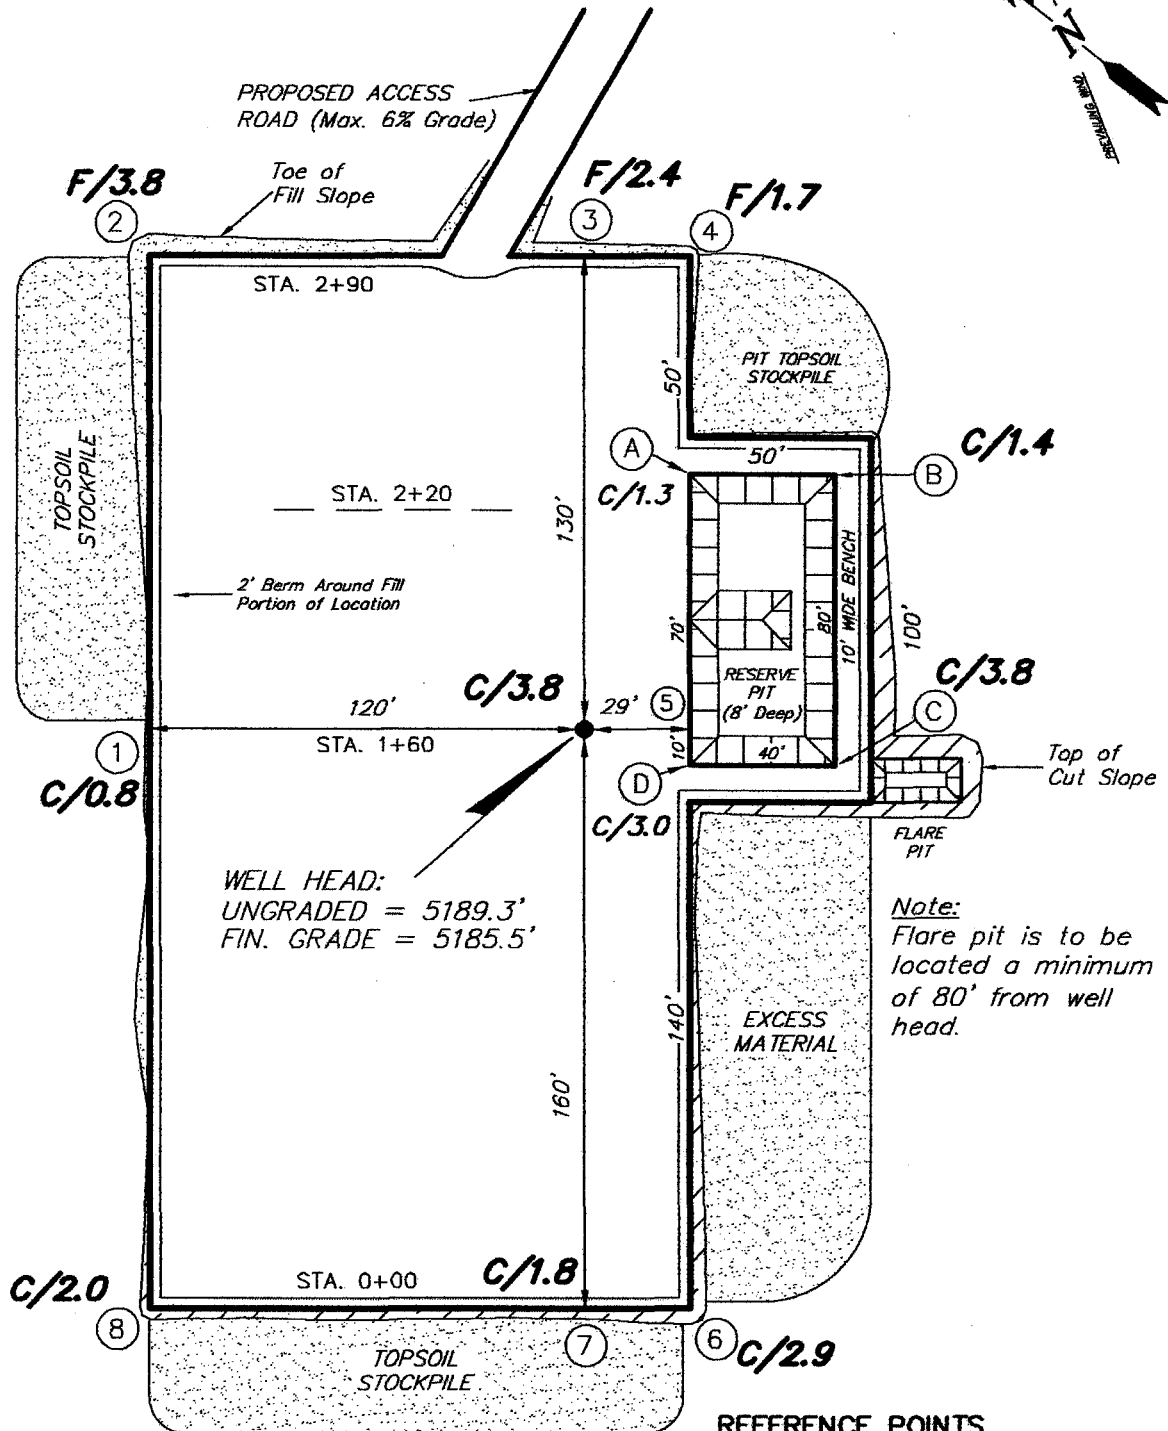 N
PREVAILING WIND
PROPOSED ACCESS
ROAD (Max. 6% Grade)
F/3.8
2
Toe of
Fill Slope
F/2.4
3
F/1.7
4
STA. 2+90
PIT TOPSOIL
STOCKPILE
50'
TOPSOIL
STOCKPILE
A
50'
C/1.4
B
C/1.3
STA. 2+20
130'
2' Berm Around Fill
Portion of Location
70'
80'
10' WIDE BENCH
100'
RESERVE
PIT
(8' Deep)
C/3.8
C/3.8
120'
29'
5
C
1
STA. 1+60
10'
40'
Top of
Cut Slope
C/0.8
D
C/3.0
FLARE
PIT
WELL HEAD:
UNGRADED = 5189.3'
FIN. GRADE = 5185.5'
Note:
Flare pit is to be
located a minimum
of 80' from well
head.
140'
EXCESS
MATERIAL
160'
C/2.0
STA. 0+00
C/1.8
8
7
6
C/2.9
TOPSOIL
STOCKPILE
REFERENCE POINTS